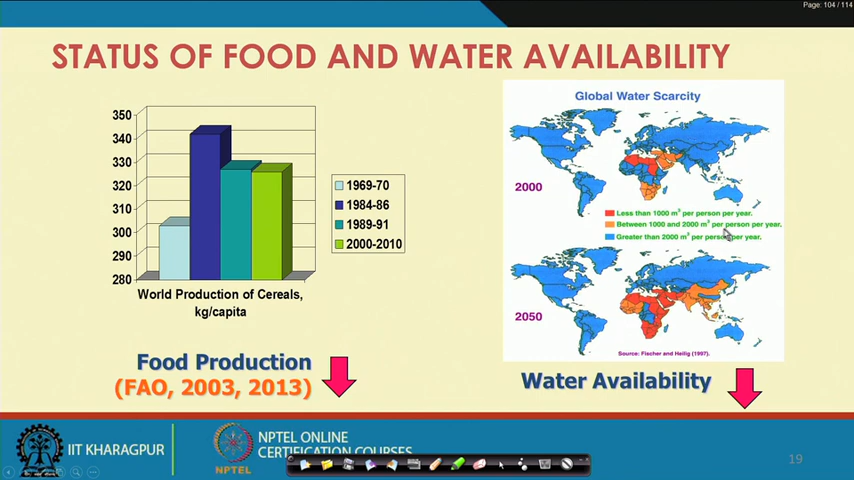 Page: 104 / 114
STATUS OF FOOD AND WATER AVAILABILITY
350
340
330
320
310
300
290
280
World Production of Cereals,
kg/capita
1969-70
1984-86
1989-91
2000-2010
Food Production
(FAO, 2003, 2013)
Global Water Scarcity
2000
Less than 1000 m³ per person per year.
Between 1000 and 2000 m³ per person per year.
Greater than 2000 m³ per person per year.
2050
Source: Fischer and Heilig (1997).
Water Availability
IIT KHARAGPUR
NPTEL
NPTEL ONLINE
CERTIFICATION COURSES
19